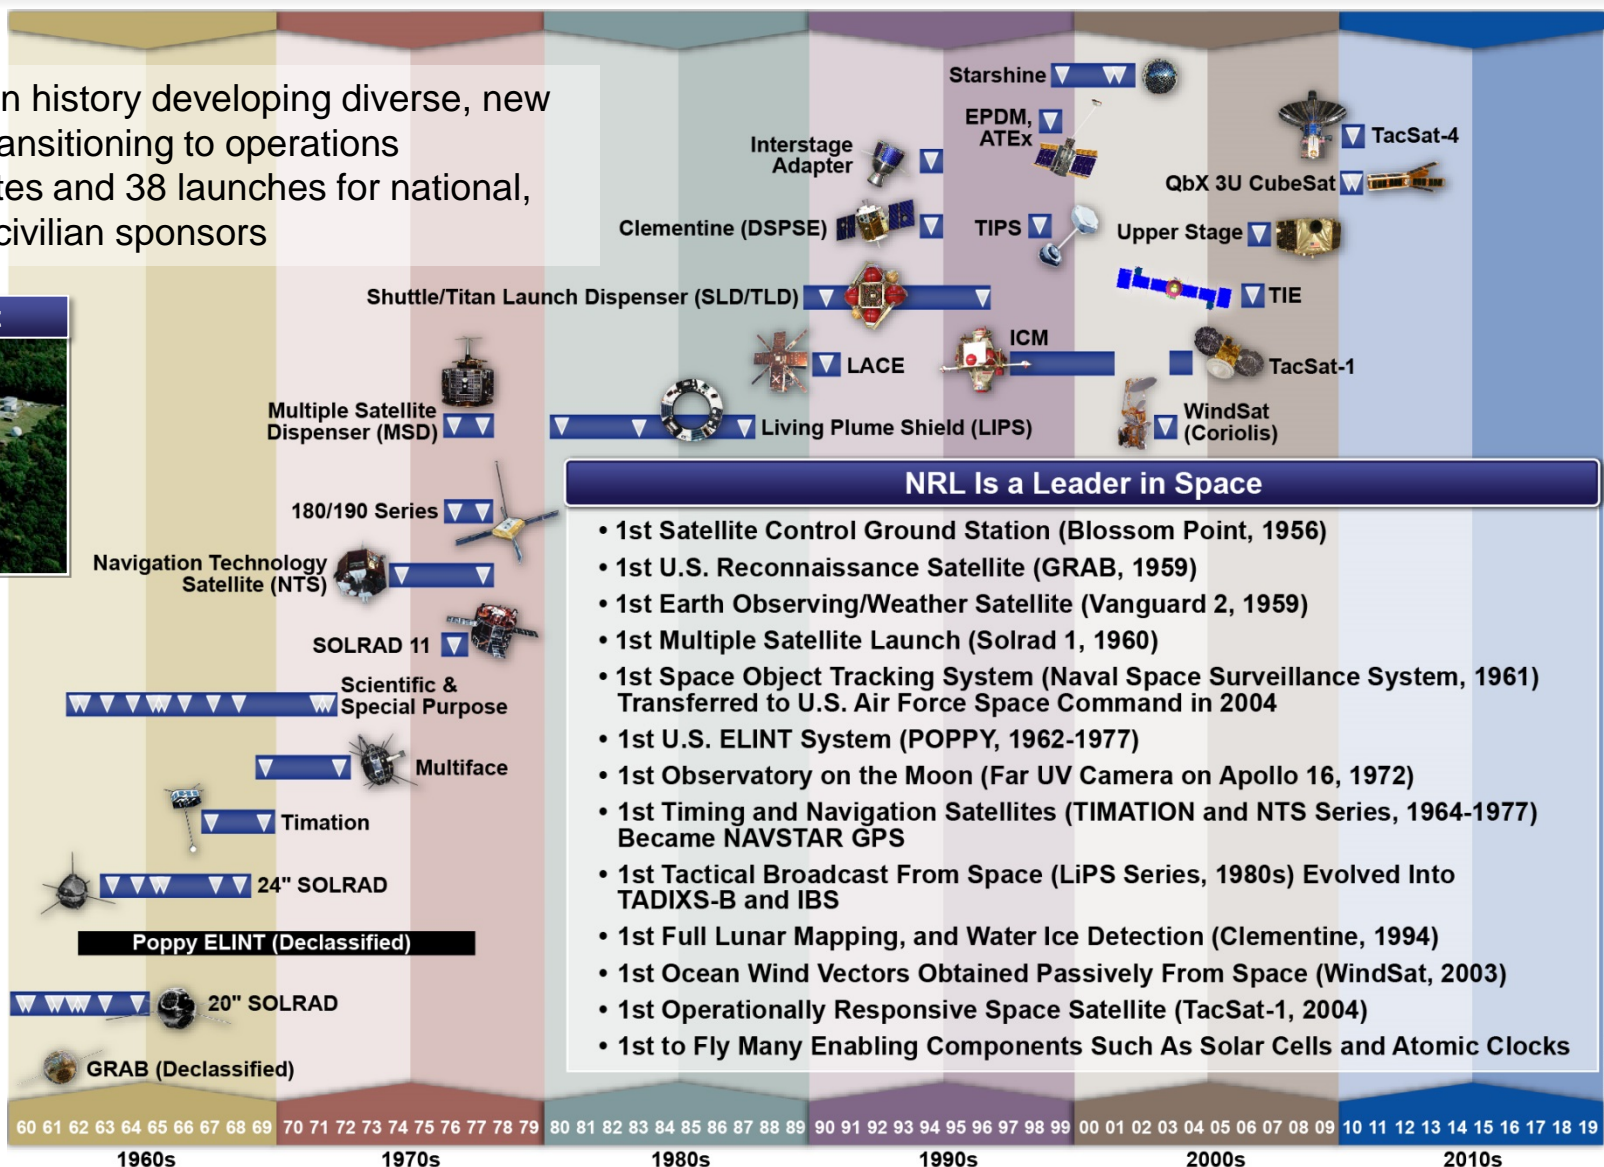 n history developing diverse, new
ansitioning to operations
tes and 38 launches for national,
civilian sponsors
Starshine
EPDM,
ATEx
Interstage
Adapter
TacSat-4
QbX 3U CubeSat
Clementine (DSPSE)
TIPS
Upper Stage
Shuttle/Titan Launch Dispenser (SLD/TLD)
TIE
ICM
LACE
TacSat-1
Multiple Satellite
Dispenser (MSD)
Living Plume Shield (LIPS)
WindSat
(Coriolis)
180/190 Series
Navigation Technology
Satellite (NTS)
SOLRAD 11
Scientific &
Special Purpose
Multiface
Timation
24" SOLRAD
Poppy ELINT (Declassified)
20" SOLRAD
GRAB (Declassified)
NRL Is a Leader in Space
• 1st Satellite Control Ground Station (Blossom Point, 1956)
• 1st U.S. Reconnaissance Satellite (GRAB, 1959)
• 1st Earth Observing/Weather Satellite (Vanguard 2, 1959)
• 1st Multiple Satellite Launch (Solrad 1, 1960)
• 1st Space Object Tracking System (Naval Space Surveillance System, 1961)
Transferred to U.S. Air Force Space Command in 2004
• 1st U.S. ELINT System (POPPY, 1962-1977)
• 1st Observatory on the Moon (Far UV Camera on Apollo 16, 1972)
• 1st Timing and Navigation Satellites (TIMATION and NTS Series, 1964-1977)
Became NAVSTAR GPS
• 1st Tactical Broadcast From Space (LiPS Series, 1980s) Evolved Into
TADIXS-B and IBS
• 1st Full Lunar Mapping, and Water Ice Detection (Clementine, 1994)
• 1st Ocean Wind Vectors Obtained Passively From Space (WindSat, 2003)
• 1st Operationally Responsive Space Satellite (TacSat-1, 2004)
• 1st to Fly Many Enabling Components Such As Solar Cells and Atomic Clocks
60 61 62 63 64 65 66 67 68 69 70 71 72 73 74 75 76 77 78 79 80 81 82 83 84 85 86 87 88 89 90 91 92 93 94 95 96 97 98 99 00 01 02 03 04 05 06 07 08 09 10 11 12 13 14 15 16 17 18 19
1960s 1970s 1980s 1990s 2000s 2010s